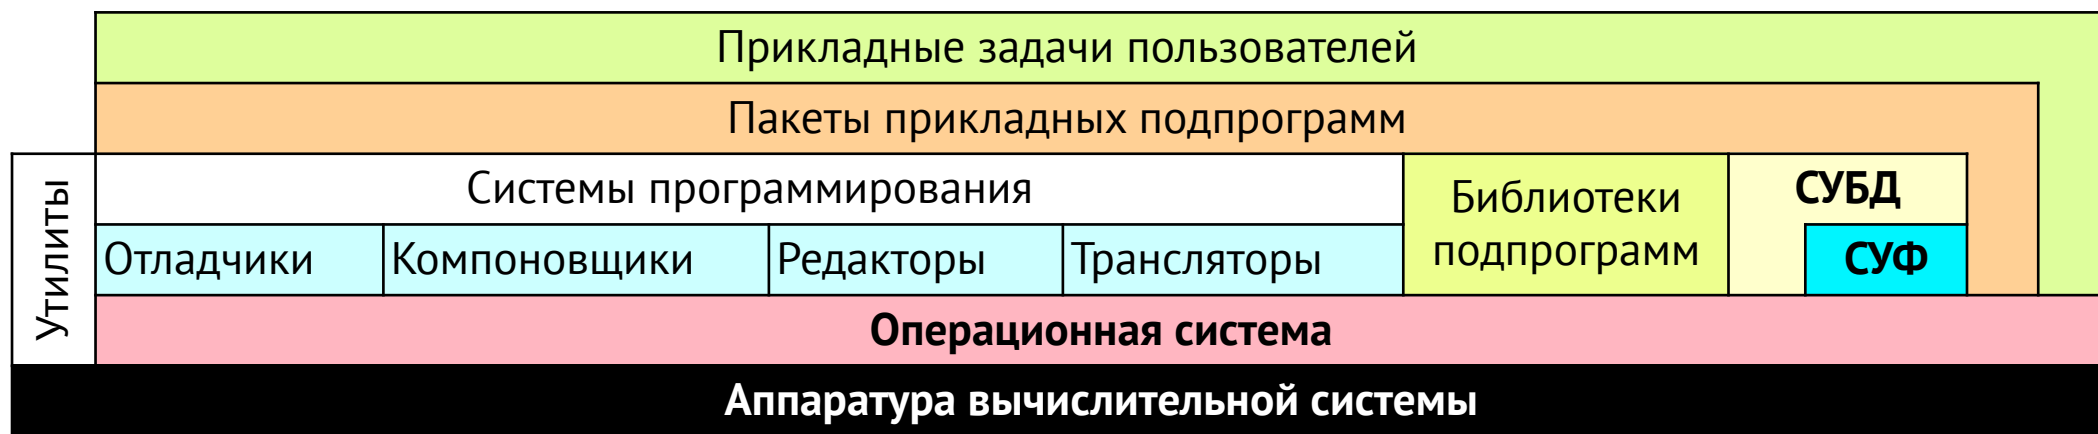 Прикладные задачи пользователей
Пакеты прикладных подпрограмм
Утилиты
Системы программирования
Библиотеки
подпрограмм
СУБД
Отладчики
Компоновщики
Редакторы
Трансляторы
СУФ
Операционная система
Аппаратура вычислительной системы